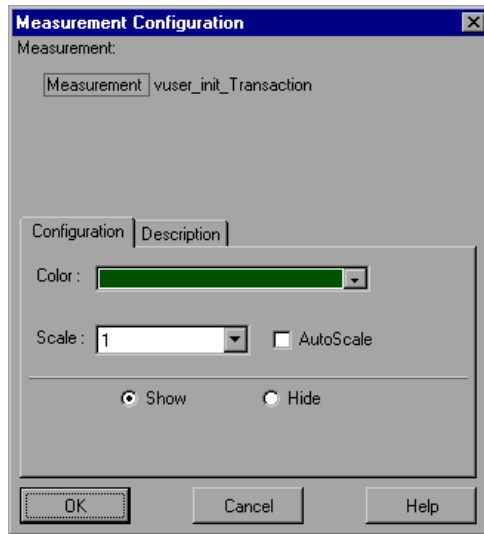 Measurement Configuration
Measurement:
Measurement vuser_init_Transaction
Configuration Description
Color :
Scale : 1 AutoScale
Show Hide
OK Cancel Help